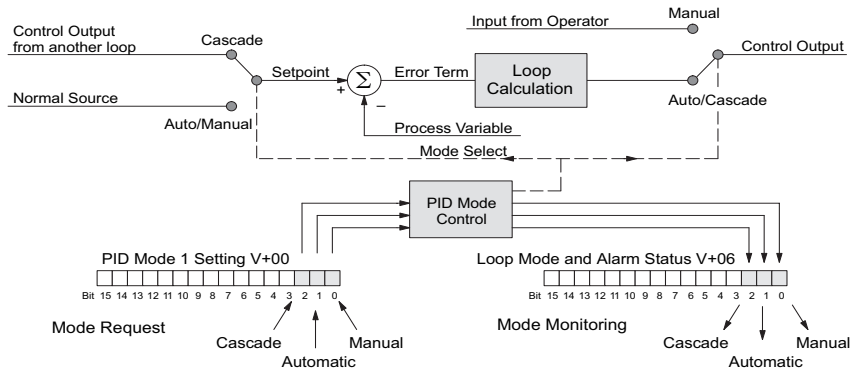 Control Output
from another loop
Cascade
Input from Operator
Manual
Control Output
Setpoint
+
Σ
−
Error Term
Loop
Calculation
Normal Source
Auto/Manual
Auto/Cascade
Process Variable
Mode Select
PID Mode
Control
PID Mode 1 Setting V+00
Bit 15 14 13 12 11 10 9 8 7 6 5 4 3 2 1 0
Mode Request
Cascade
Automatic
Manual
Loop Mode and Alarm Status V+06
Bit 15 14 13 12 11 10 9 8 7 6 5 4 3 2 1 0
Mode Monitoring
Cascade
Automatic
Manual